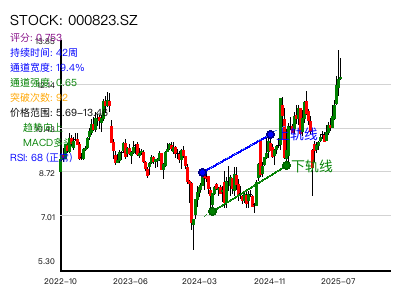 STOCK: 000823.SZ
评分: 0.763
持续时间: 42周
通道宽度: 19.4%
通道强度: 0.65
突破次数: 92
价格范围: 5.69-13.
趋势
MACD
RSI: 68 (正常)
上轨线
下轨线
8.72
7.01
5.30
2022-10 2023-06 2024-03 2024-11 2025-07